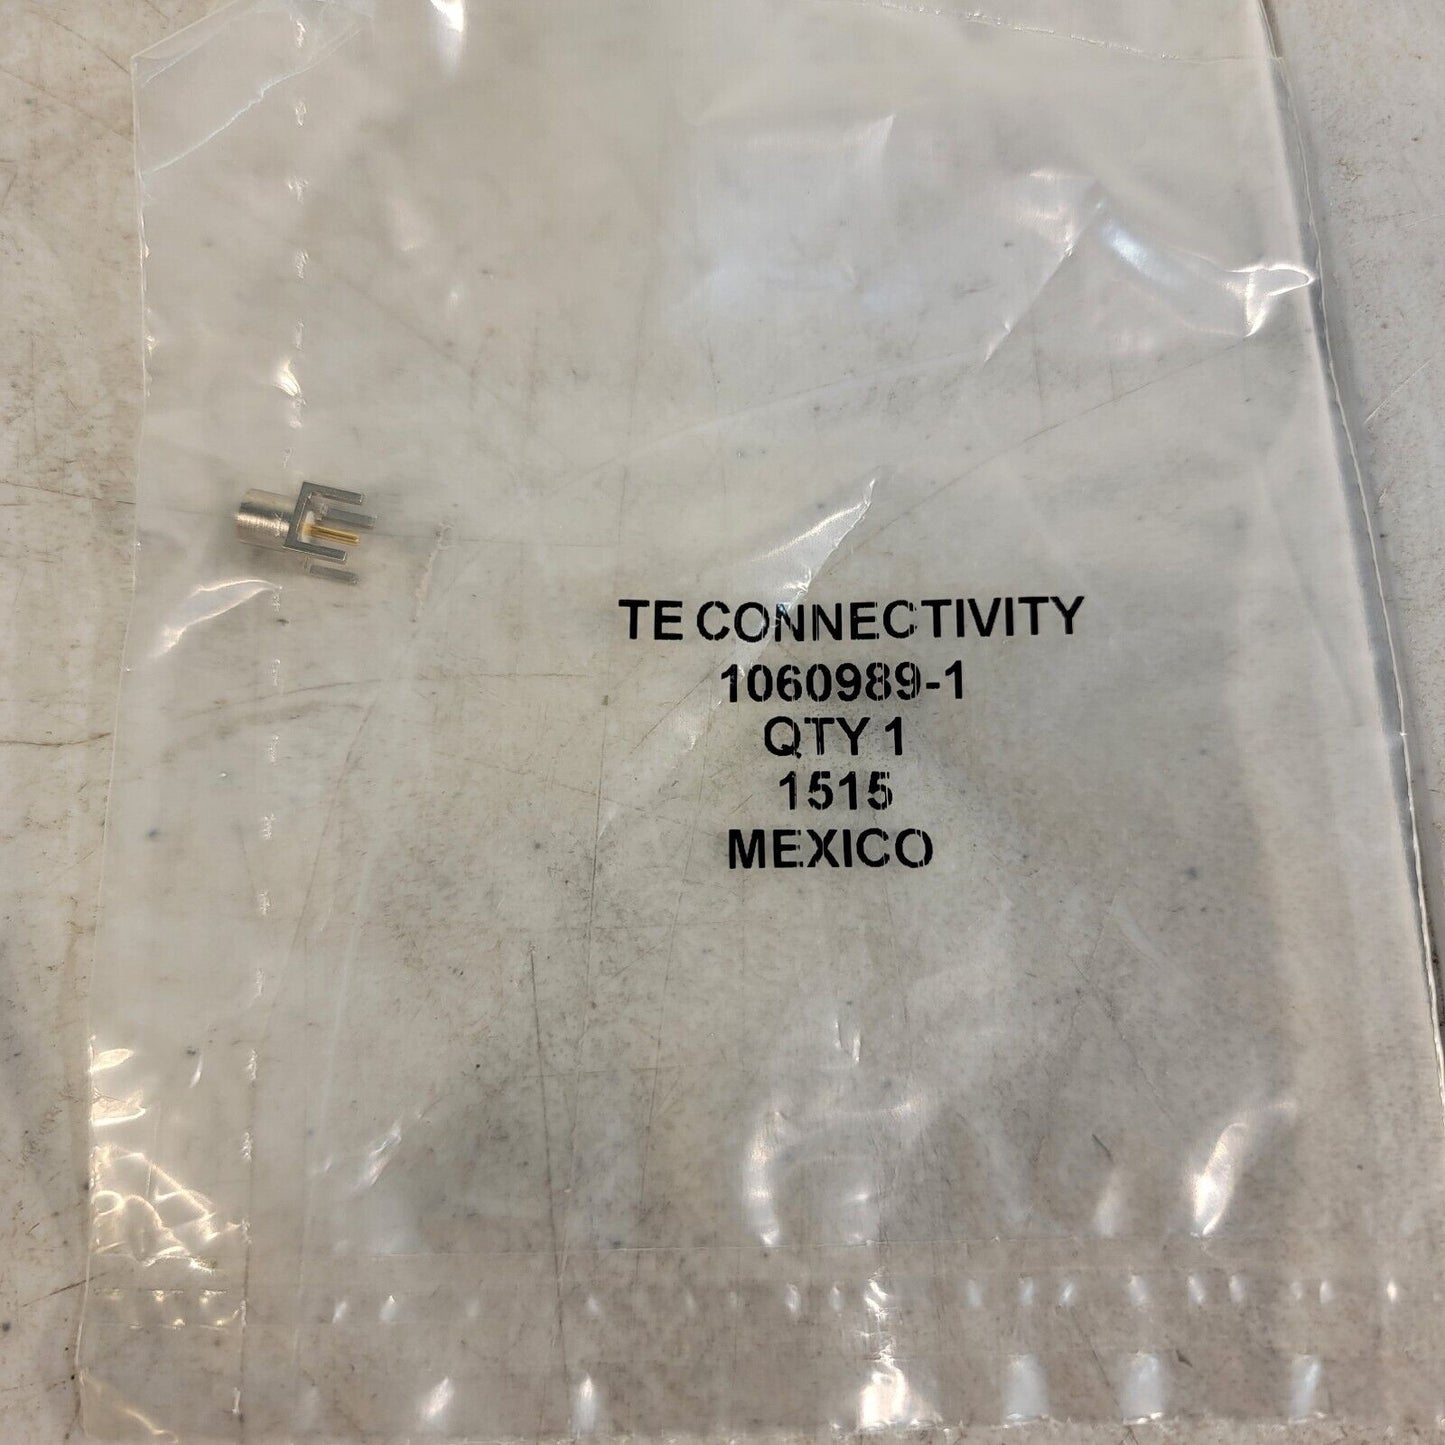 TE CONNECTIVITY
1060989-1
QTY 1
1515
MEXICO